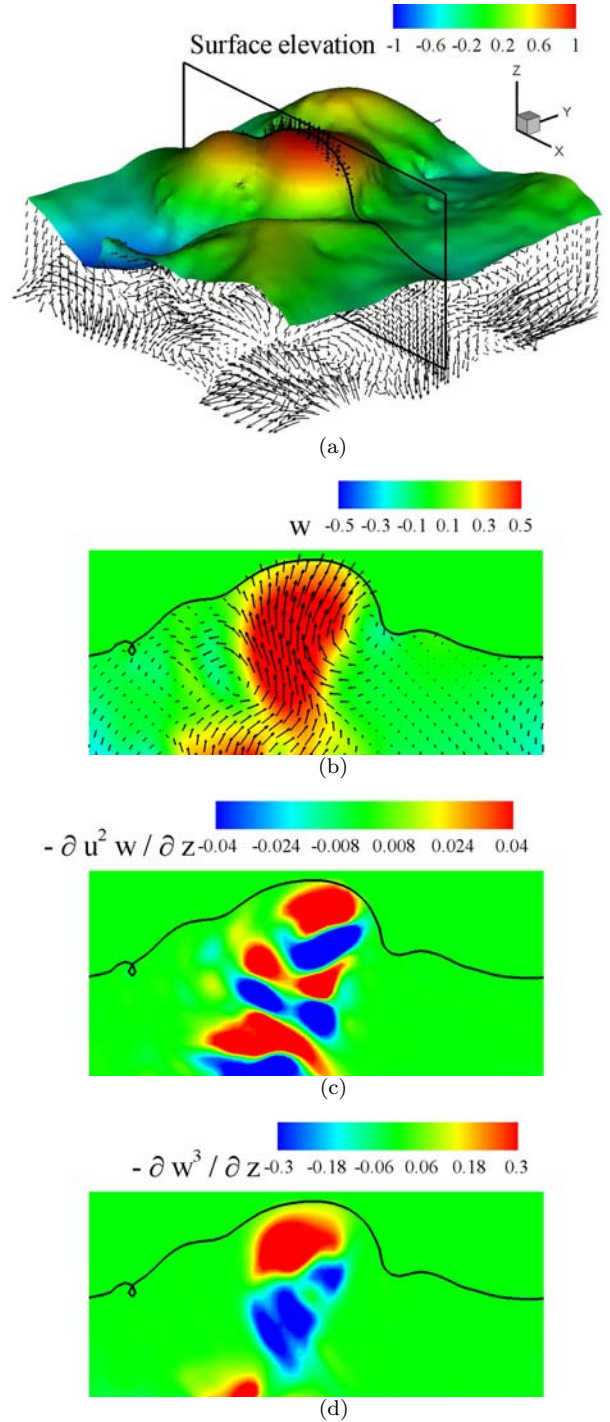 Surface elevation
-1 -0.6 -0.2 0.2 0.6 1
Z
Y
X
(a)
w
-0.5 -0.3 -0.1 0.1 0.3 0.5
(b)
- ∂ u² w / ∂ z
-0.04 -0.024 -0.008 0.008 0.024 0.04
(c)
- ∂ w³ / ∂ z
-0.3 -0.18 -0.06 0.06 0.18 0.3
(d)